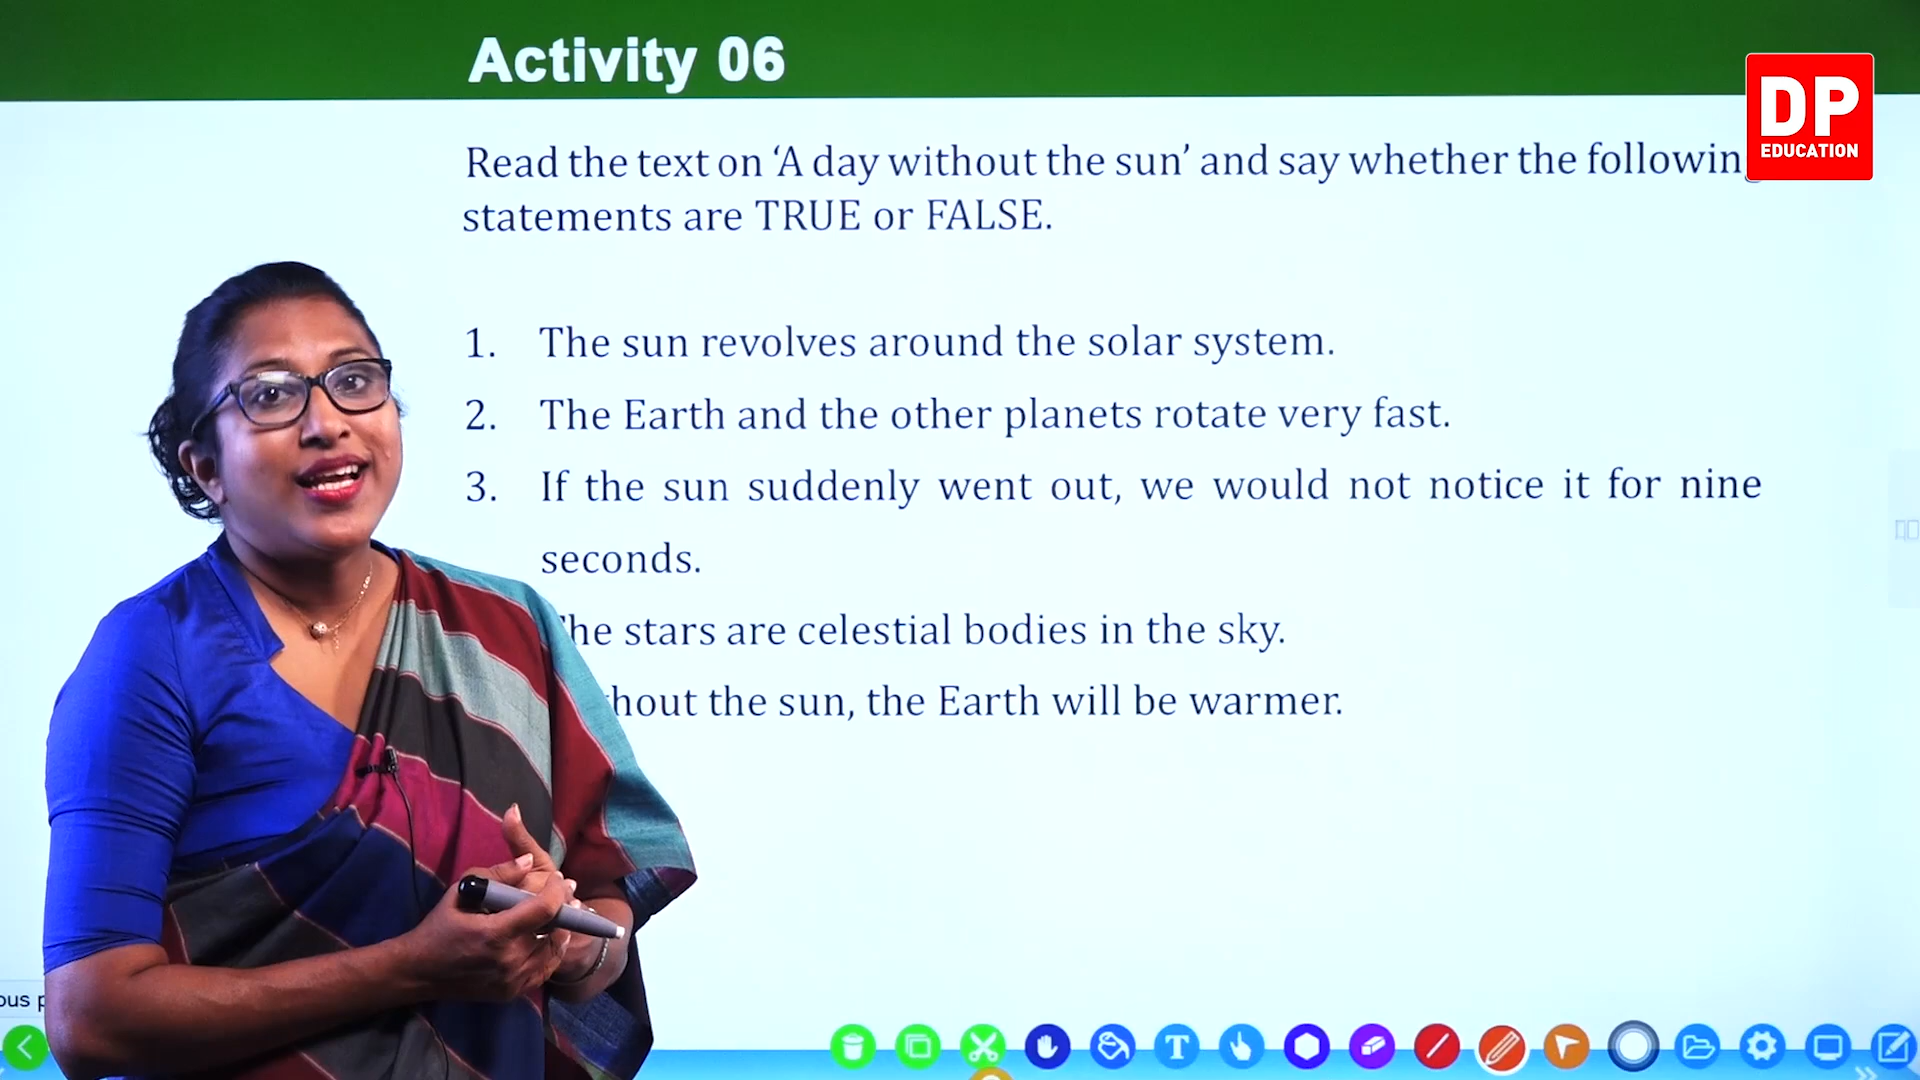 Activity 06
DP
EDUCATION
Read the text on ‘A day without the sun’ and say whether the
statements are TRUE or FALSE.
1. The sun revolves around the solar system.
2. The Earth and the other planets rotate very fast.
3. If the sun suddenly went out, we would not notice it for nine
seconds.
The stars are celestial bodies in the sky.
the sun, the Earth will be warmer.
T